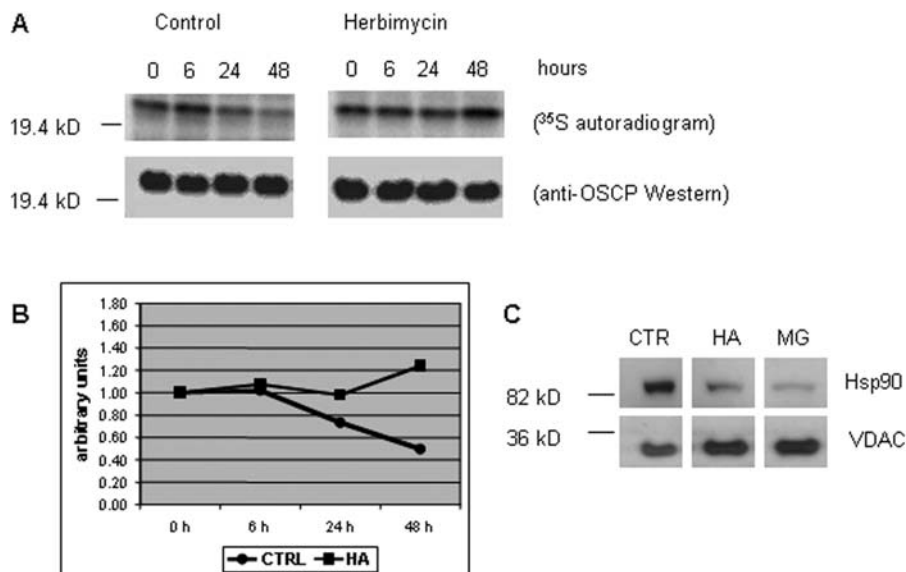 A
Control Herbimycin
0 6 24 48 0 6 24 48 hours
19.4 kD (³⁵S autoradiogram)
19.4 kD (anti-OSCP Western)
B
arbitrary units
1.80
1.60
1.40
1.20
1.00
0.80
0.60
0.40
0.20
0.00
0 h 6 h 24 h 48 h
CTRL HA
C
CTR HA MG
82 kD Hsp90
36 kD VDAC